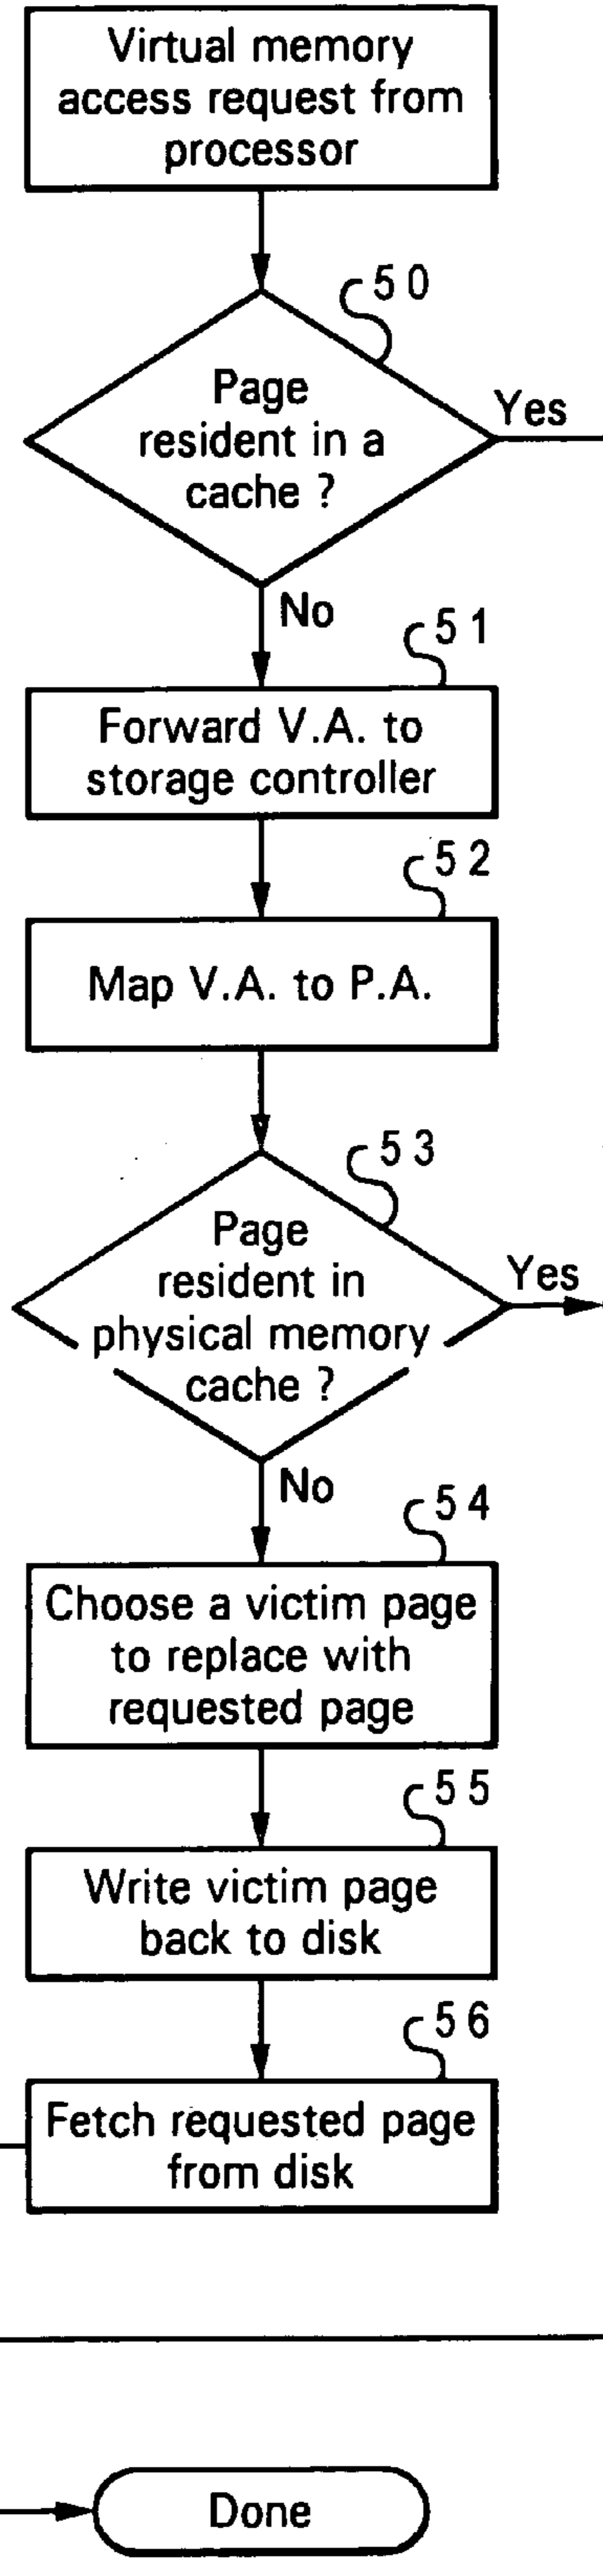 Virtual memory
access request from
processor
50
Page
resident in a
cache ?
Yes
No
51
Forward V.A. to
storage controller
52
Map V.A. to P.A.
53
Page
resident in
physical memory
cache ?
Yes
No
54
Choose a victim page
to replace with
requested page
55
Write victim page
back to disk
56
Fetch requested page
from disk
Done